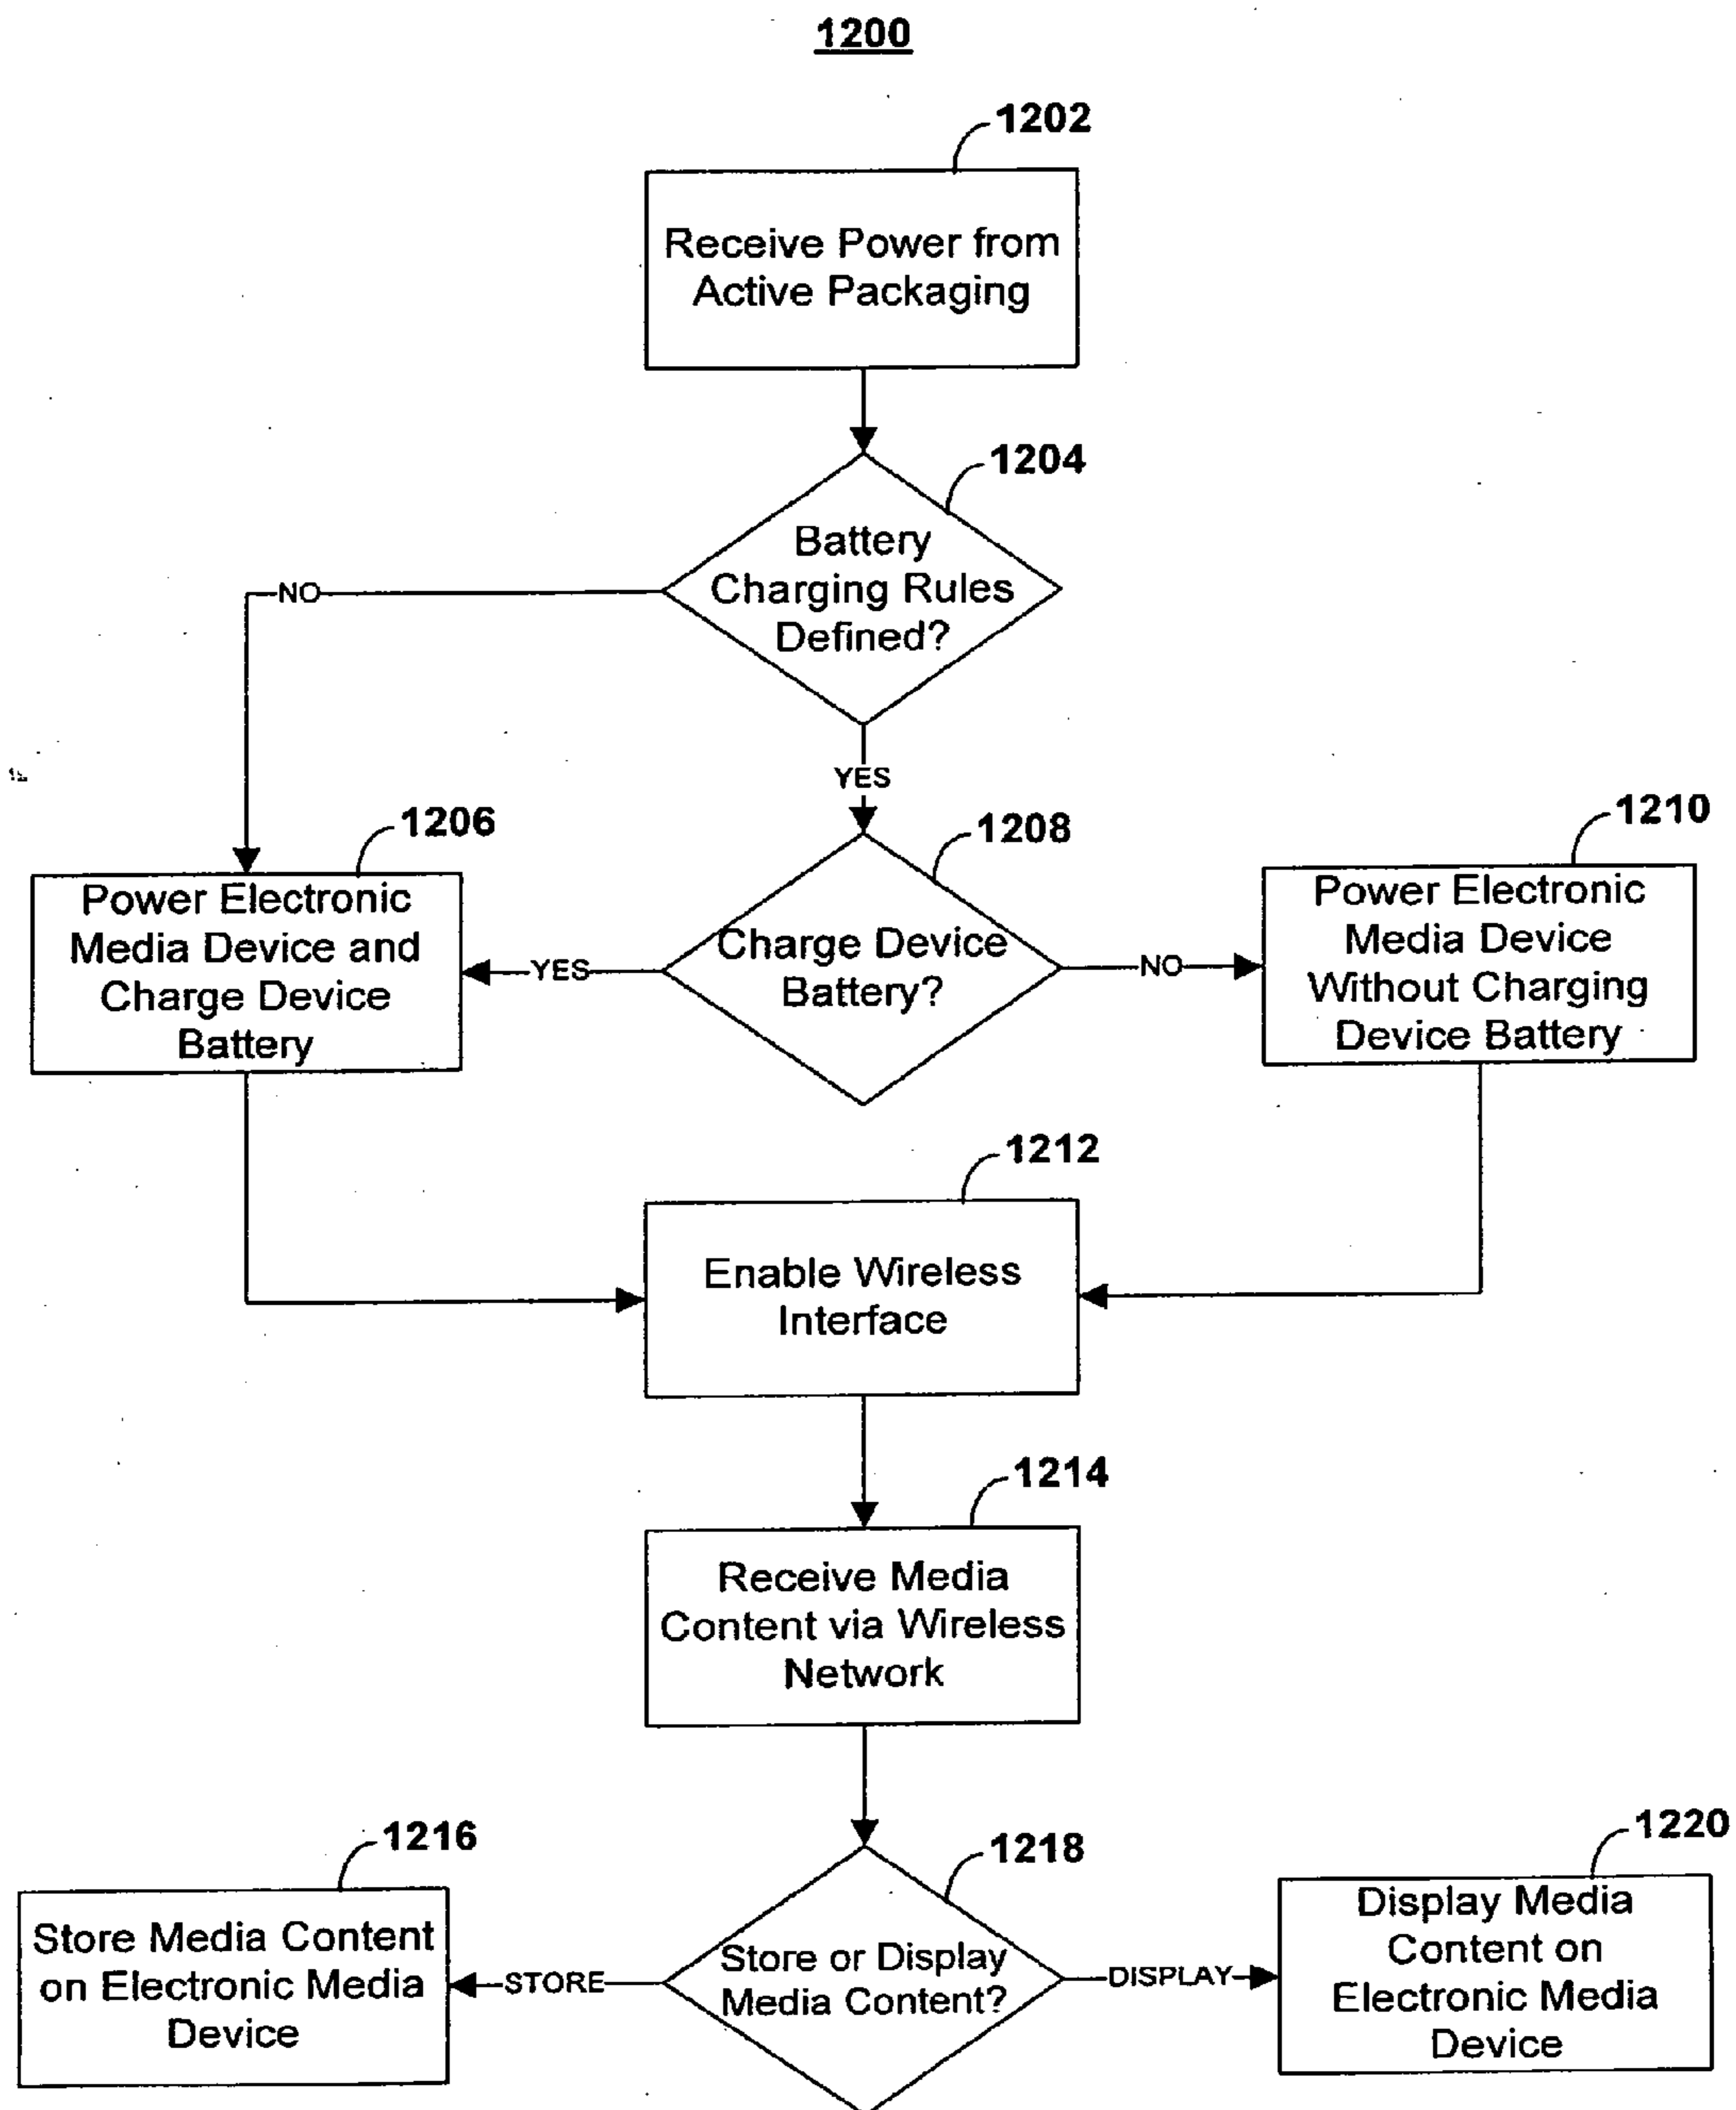 1200
1202
Receive Power from
Active Packaging
1204
Battery
Charging Rules
Defined?
NO
YES
1206
Power Electronic
Media Device and
Charge Device
Battery
1208
Charge Device
Battery?
YES
NO
1210
Power Electronic
Media Device
Without Charging
Device Battery
1212
Enable Wireless
Interface
1214
Receive Media
Content via Wireless
Network
1216
Store Media Content
on Electronic Media
Device
1218
Store or Display
Media Content?
STORE
DISPLAY
1220
Display Media
Content on
Electronic Media
Device